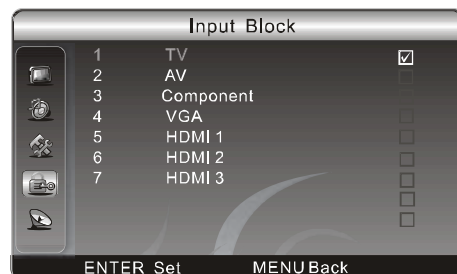 Input Block
1 TV
2 AV
3 Component
4 VGA
5 HDMI 1
6 HDMI 2
7 HDMI 3
ENTER Set MENU Back